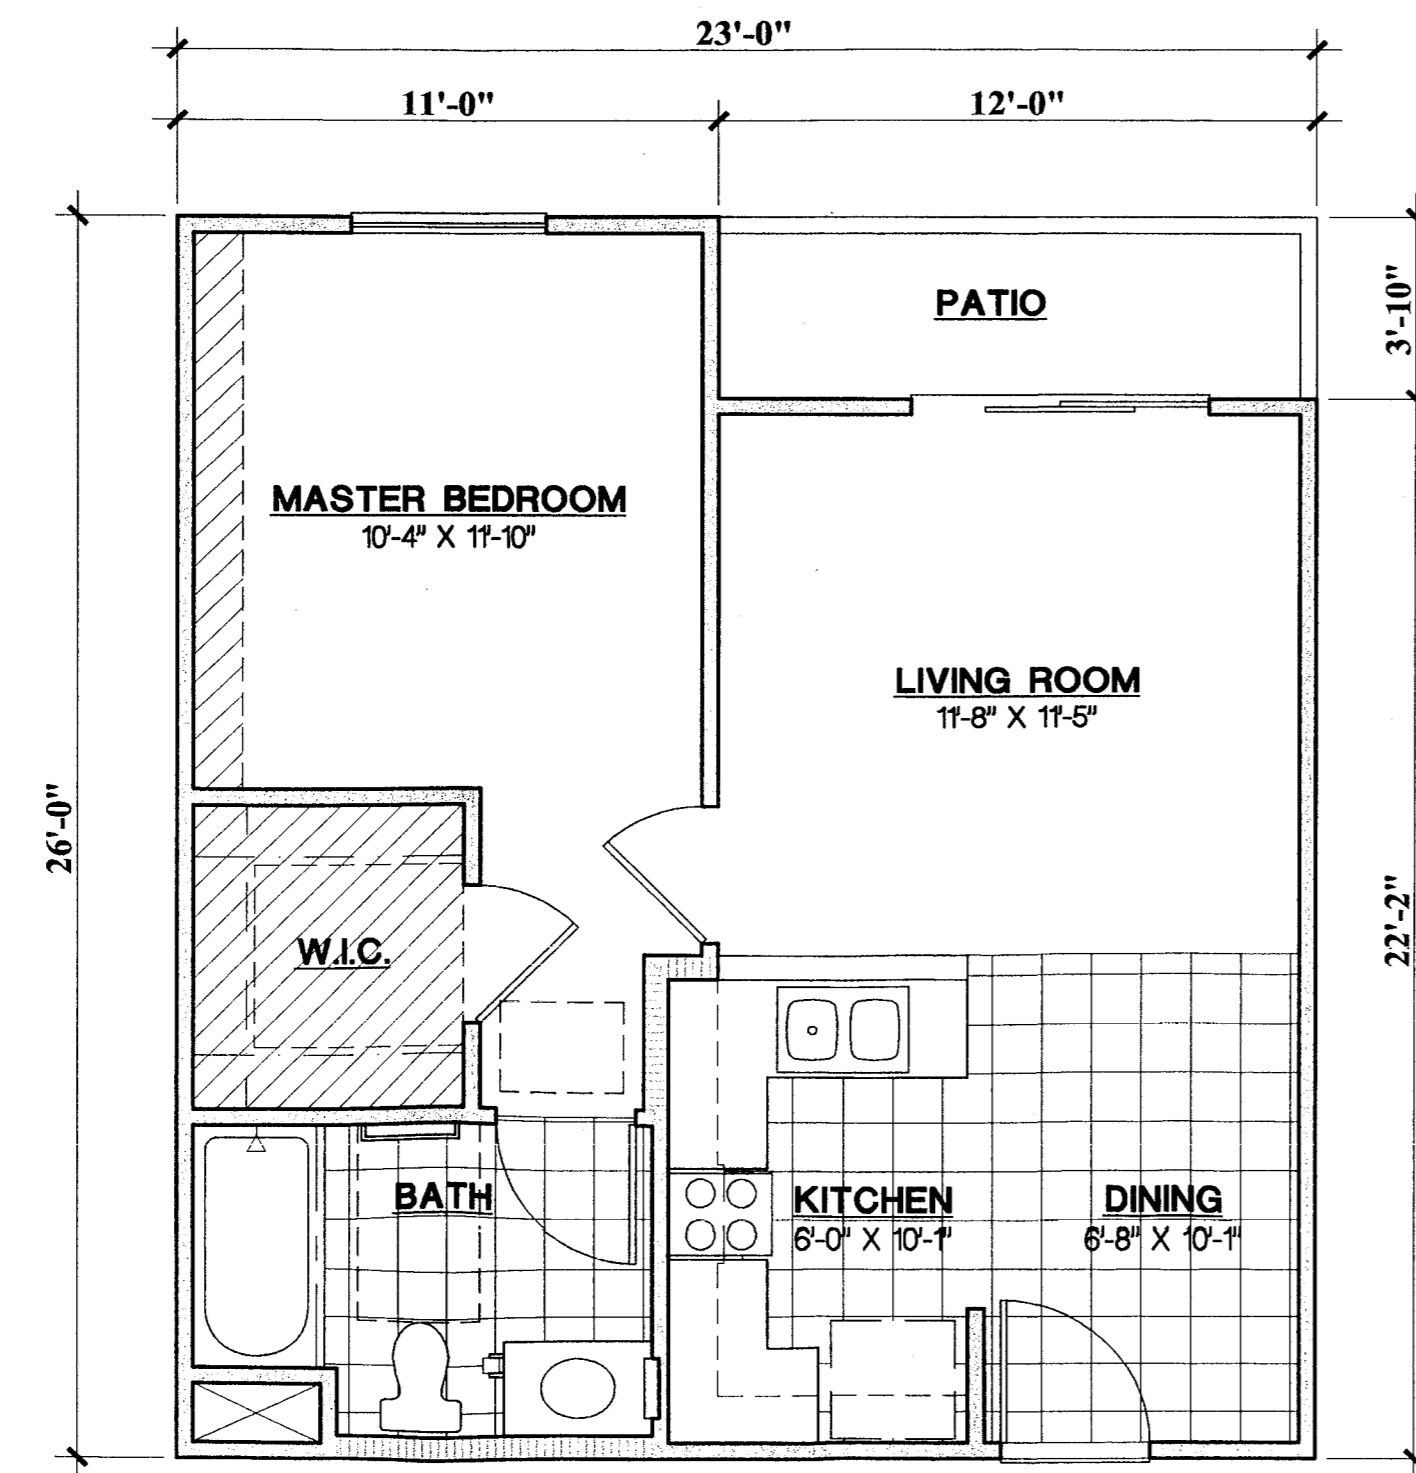 23'-0"
11'-0"
12'-0"
PATIO
3'-10"
MASTER BEDROOM
10'-4" X 11'-10"
LIVING ROOM
11'-8" X 11'-5"
26'-0"
22'-2"
W.I.C.
BATH
KITCHEN
6'-0" X 10'-1"
DINING
6'-8" X 10'-1"